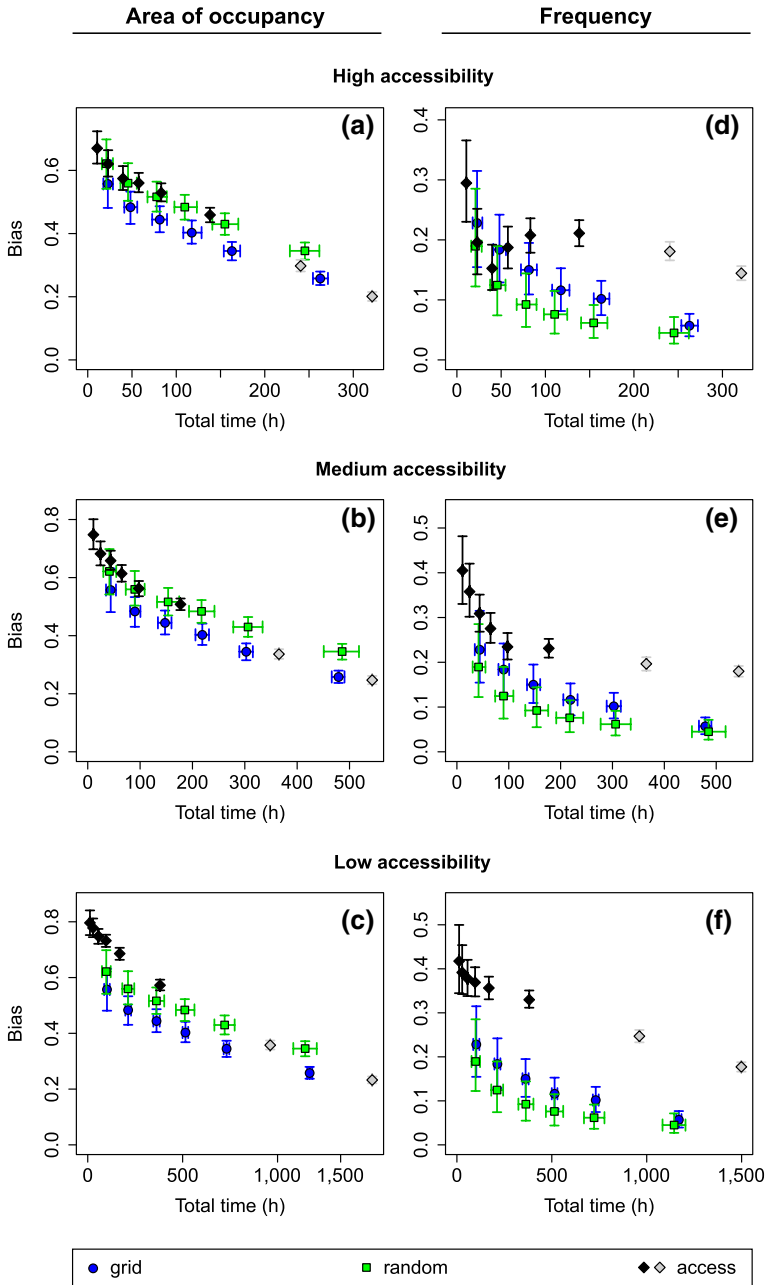 Area of occupancy Frequency
High accessibility
(a) (d)
Bias
0.0 0.2 0.4 0.6
0 50 100 200 300
Total time (h)
0.0 0.1 0.2 0.3 0.4
0 50 100 200 300
Total time (h)
Medium accessibility
(b) (e)
Bias
0.0 0.2 0.4 0.6 0.8
0 100 200 300 400 500
Total time (h)
0.0 0.1 0.2 0.3 0.4 0.5
0 100 200 300 400 500
Total time (h)
Low accessibility
(c) (f)
Bias
0.0 0.2 0.4 0.6 0.8
0 500 1,000 1,500
Total time (h)
0.0 0.1 0.2 0.3 0.4 0.5
0 500 1,000 1,500
Total time (h)
grid random access